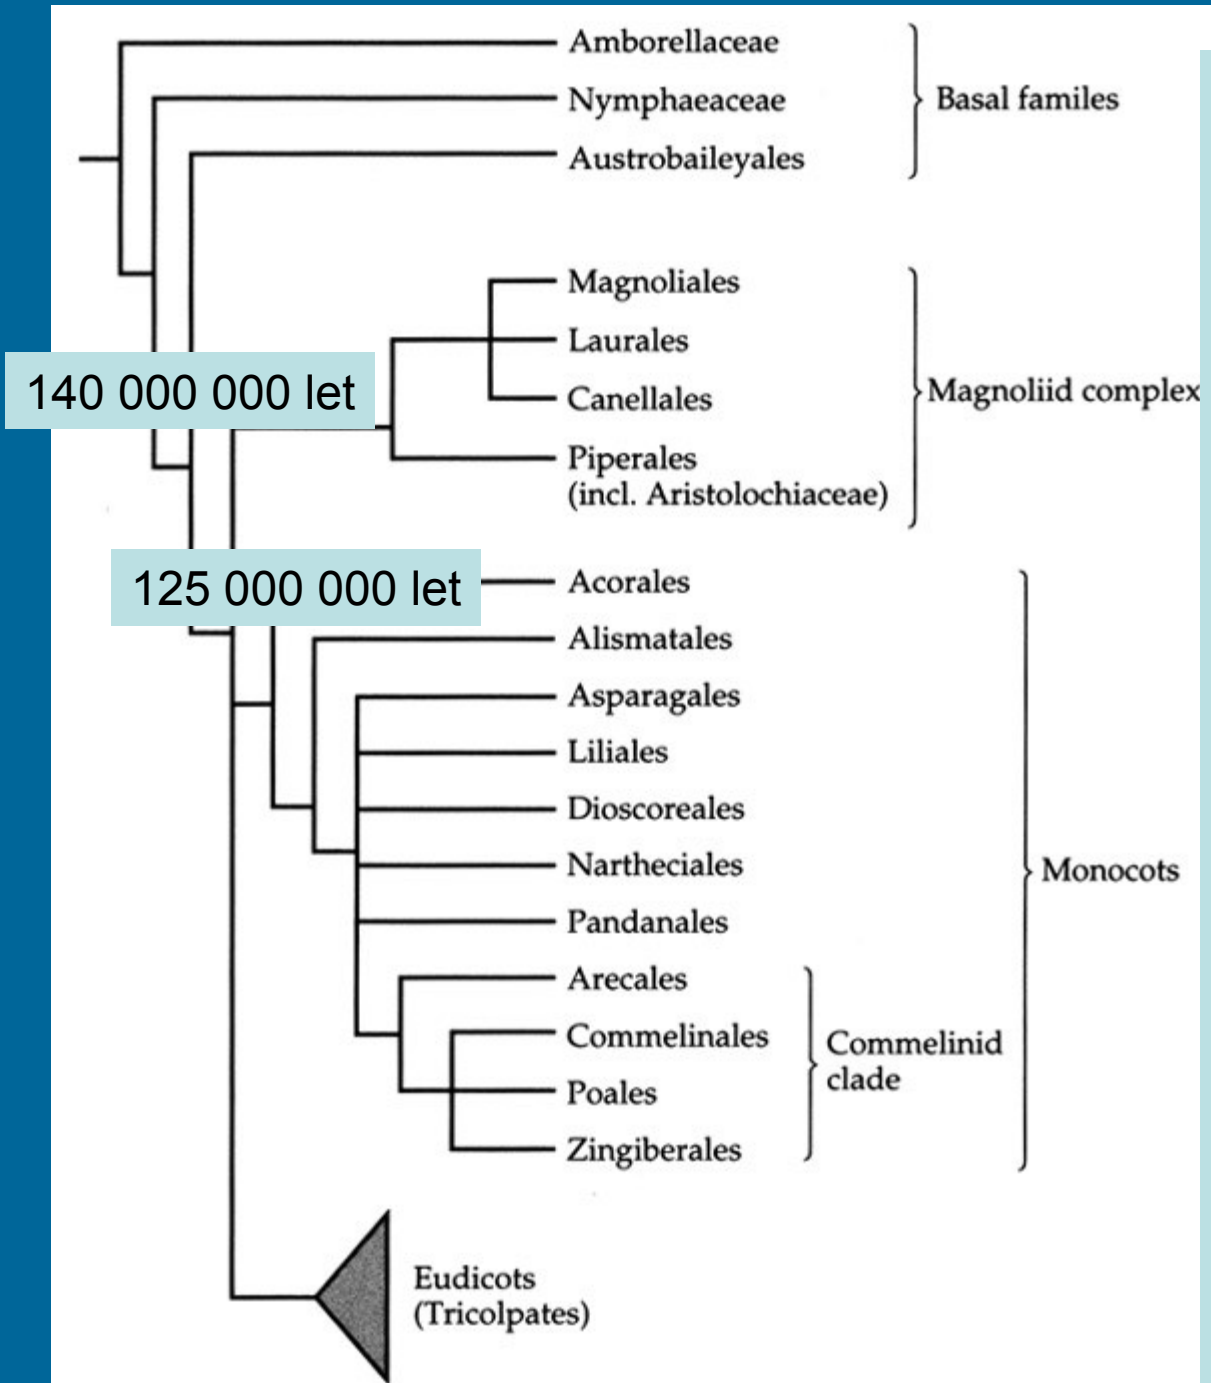 Amborellaceae
Nymphaeaceae
Basal familes
Austrobaileyales
Magnoliales
Laurales
140 000 000 let
Canellales
Magnoliid complex
Piperales
(incl. Aristolochiaceae)
125 000 000 let
Acorales
Alismatales
Asparagales
Liliales
Dioscoreales
Nartheciales
Monocots
Pandanales
Arecales
Commelinales
Commelinid
clade
Poales
Zingiberales
Eudicots
(Tricolpates)